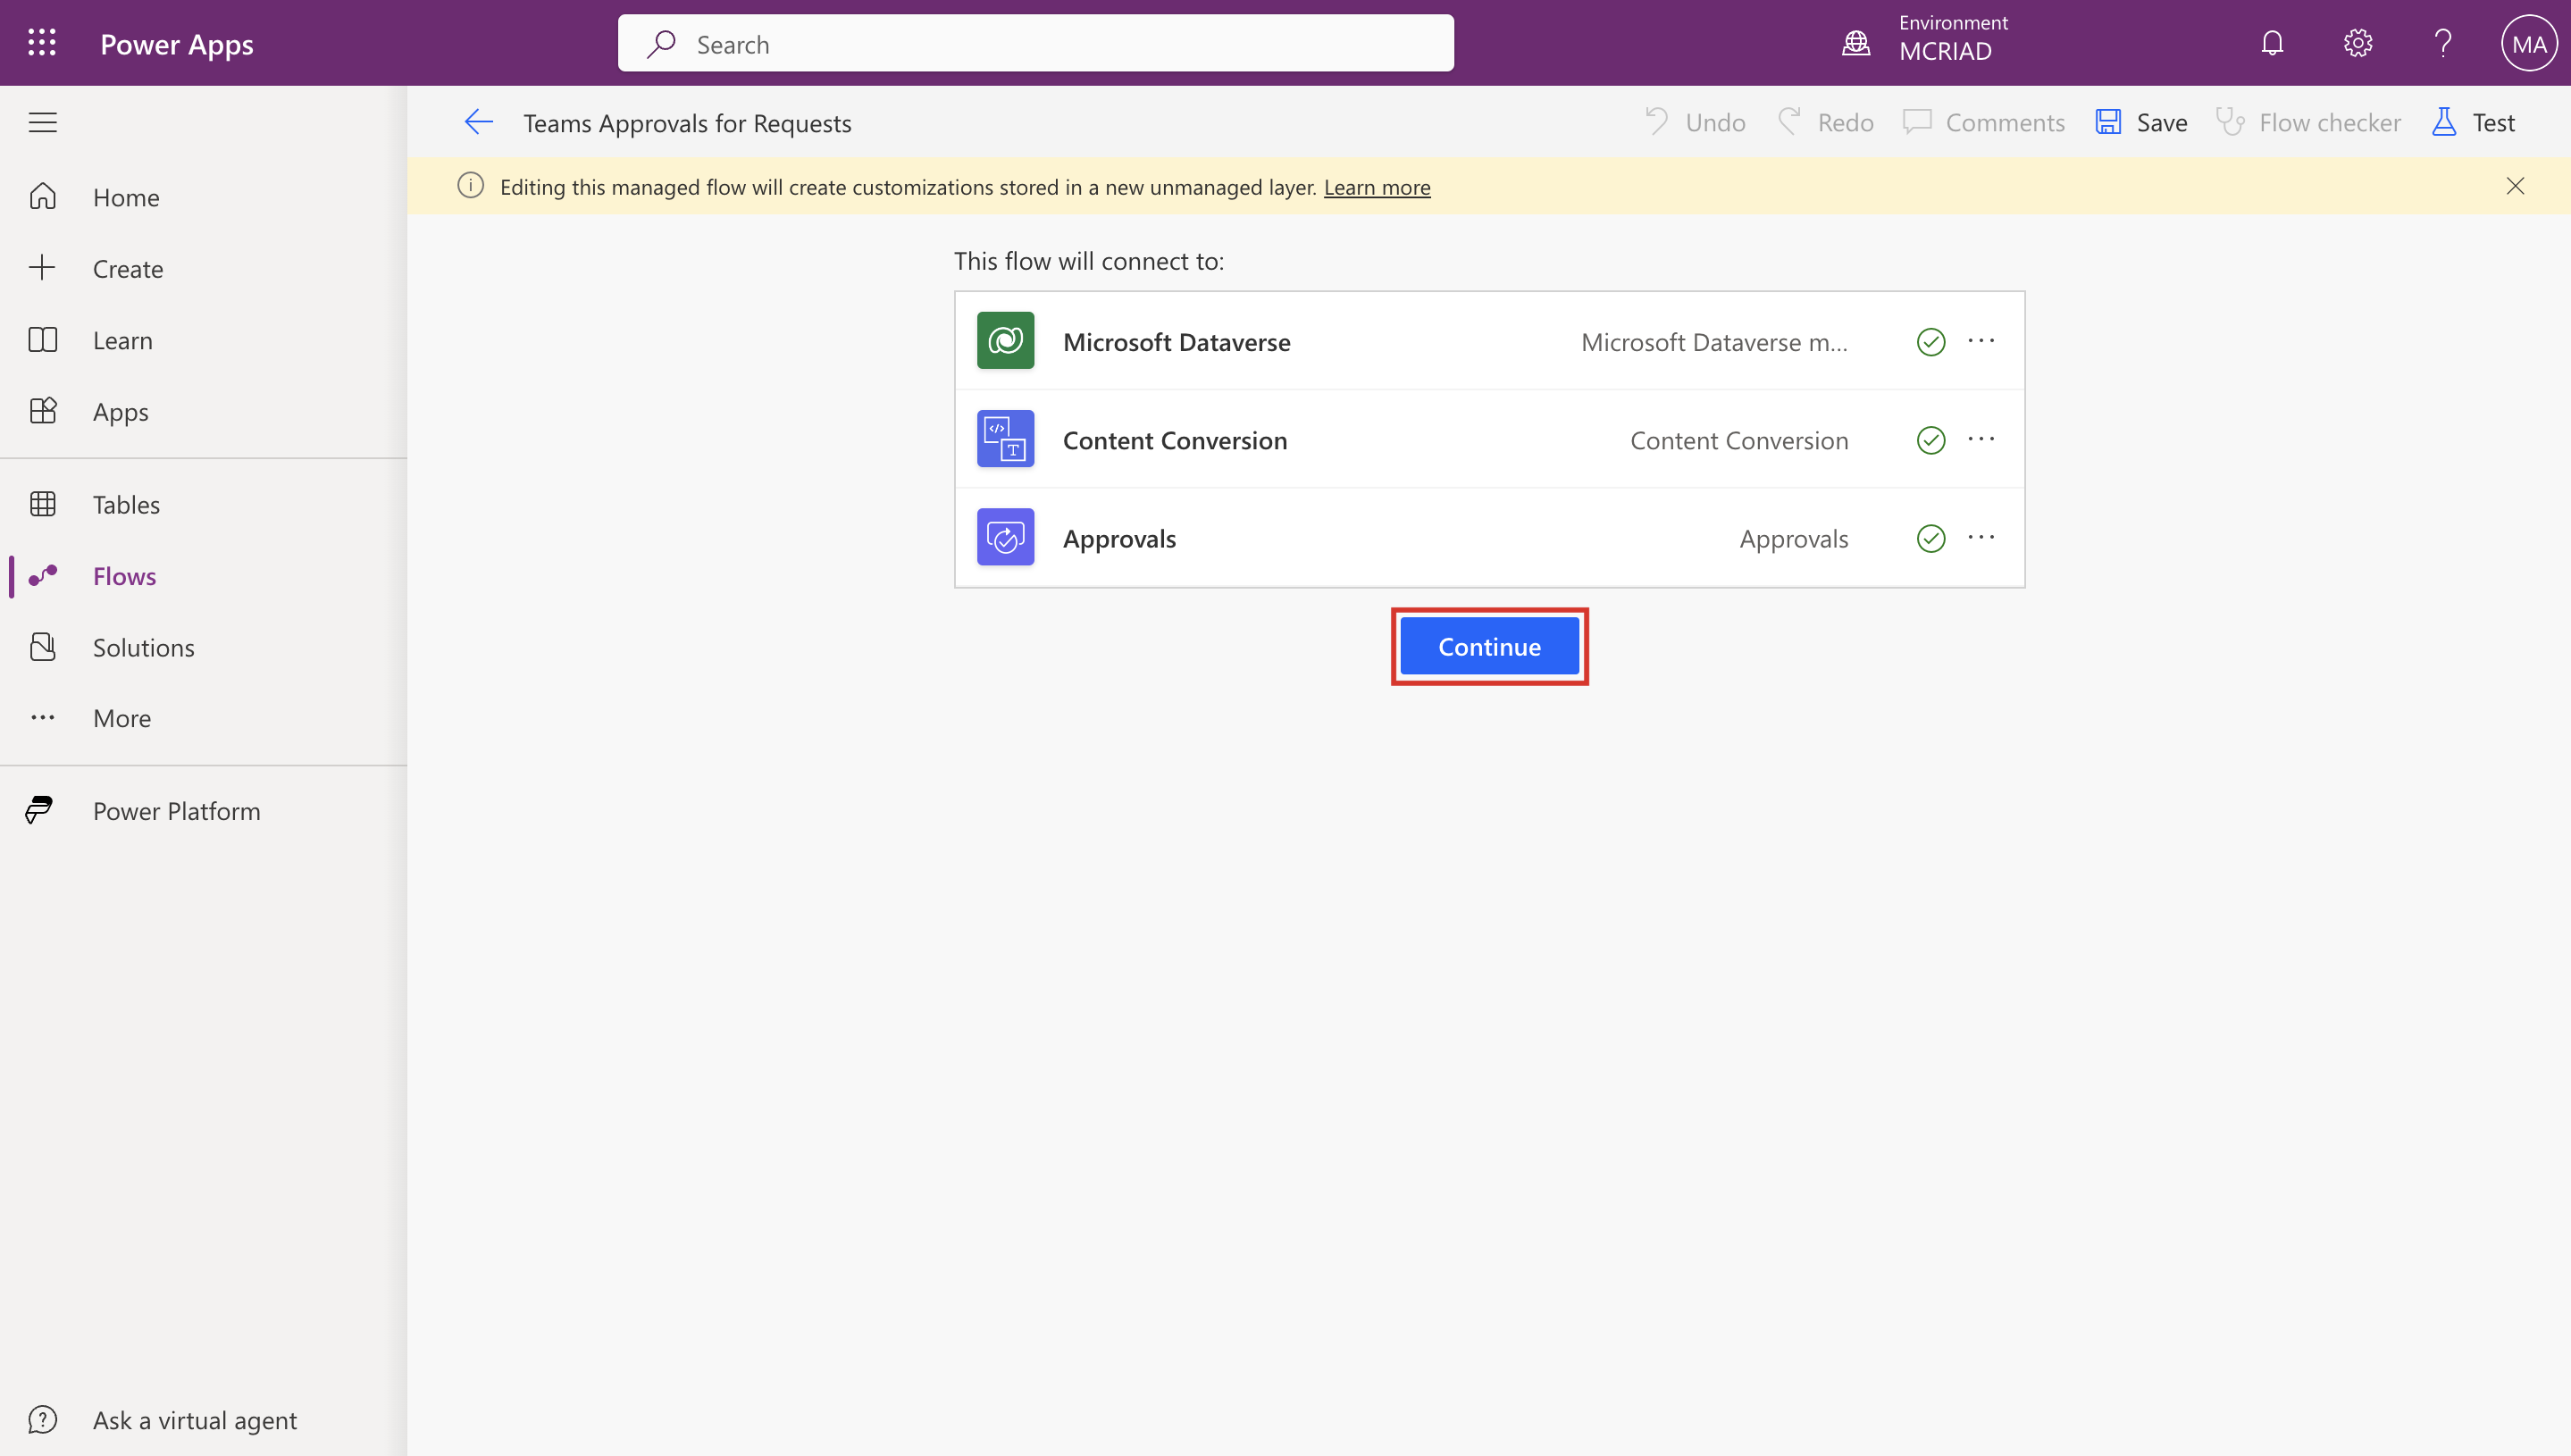 Power Apps
Search
Environment
MCRIAD
MA
Teams Approvals for Requests
Undo
Redo
Comments
Save
Flow checker
Test
Editing this managed flow will create customizations stored in a new unmanaged layer. Learn more
Home
Create
Learn
Apps
Tables
Flows
Solutions
More
Power Platform
Ask a virtual agent
This flow will connect to:
Microsoft Dataverse
Microsoft Dataverse m...
Content Conversion
Content Conversion
Approvals
Approvals
Continue